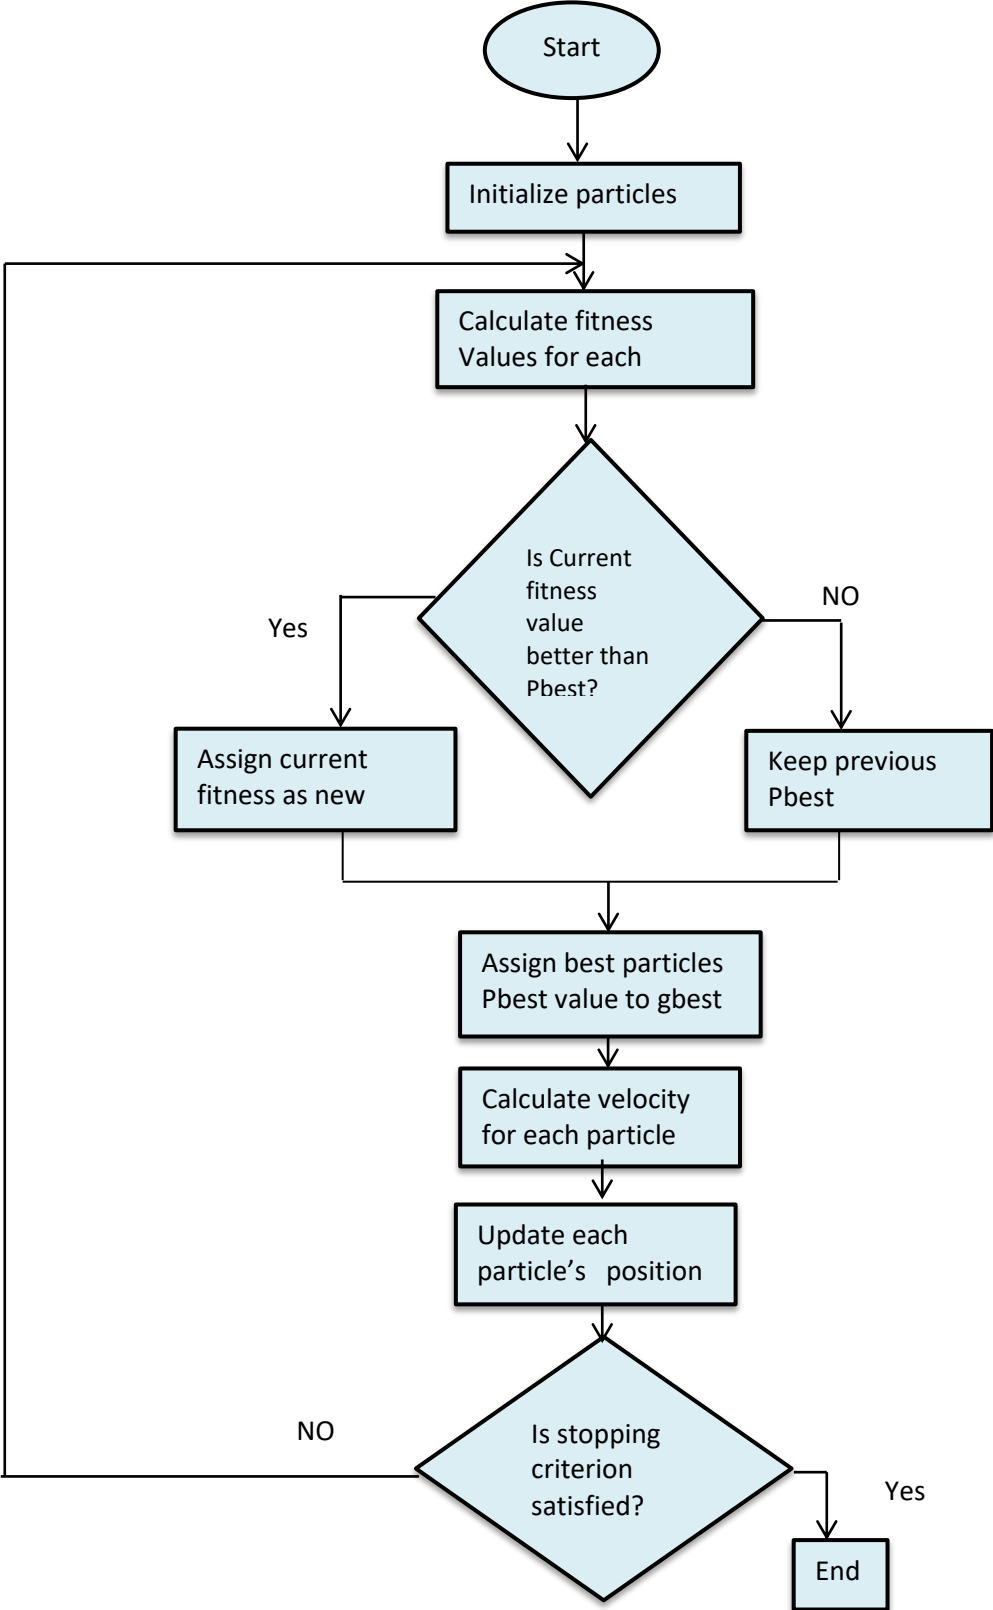 Start
Initialize particles
Calculate fitness
Values for each
Is Current
fitness
value
better than
Pbest?
Yes
NO
Assign current
fitness as new
Keep previous
Pbest
Assign best particles
Pbest value to gbest
Calculate velocity
for each particle
Update each
particle’s position
NO
Is stopping
criterion
satisfied?
Yes
End